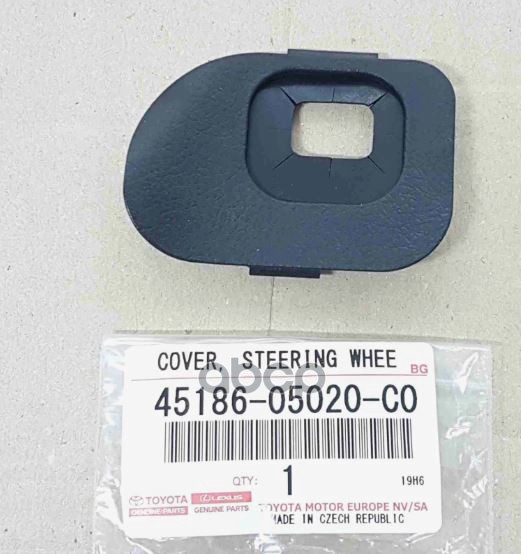 COVER, STEERING WHEE
BG
abcp
45186-05020-C0
QTY: 1 19H6
TOYOTA LEXUS
GENUINE PARTS GENUINE PARTS
TOYOTA MOTOR EUROPE NV/SA
MADE IN CZECH REPUBLIC